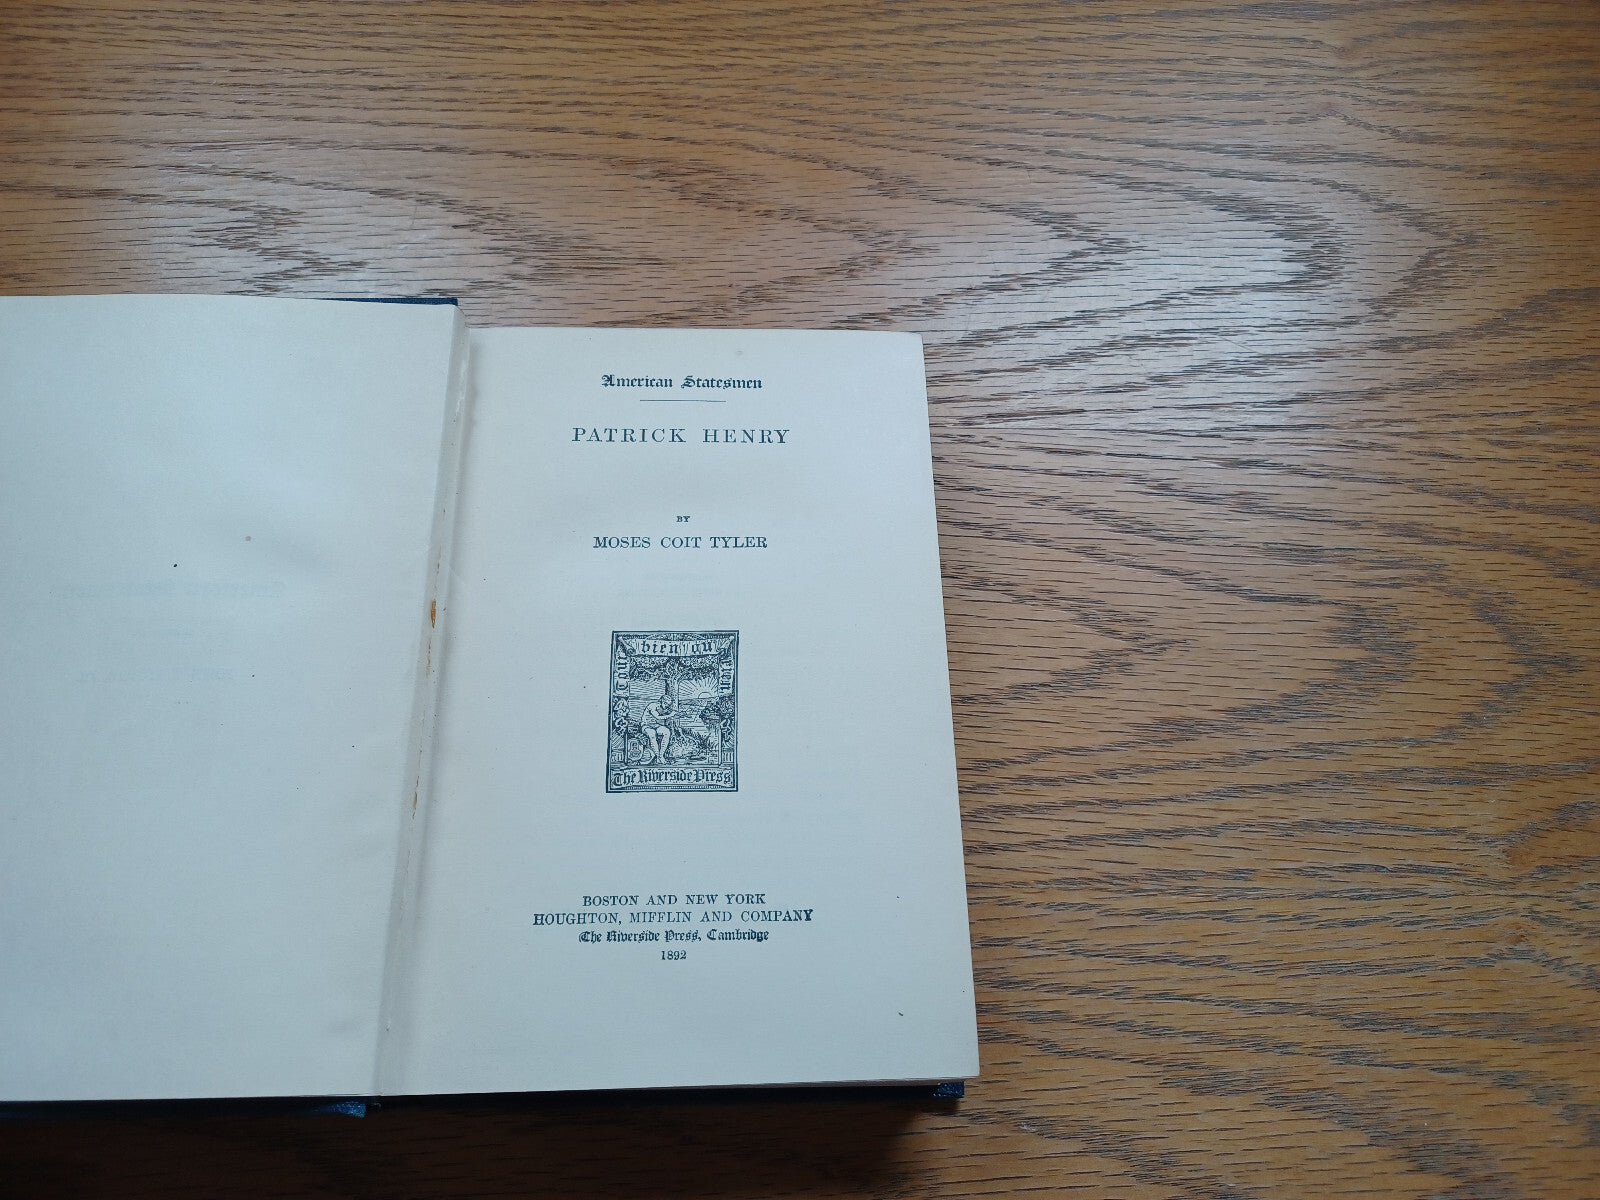 American Statesmen
PATRICK HENRY
BY
MOSES COIT TYLER
Tout bien ou rien
The Riverside Press
BOSTON AND NEW YORK
HOUGHTON, MIFFLIN AND COMPANY
The Riverside Press, Cambridge
1892